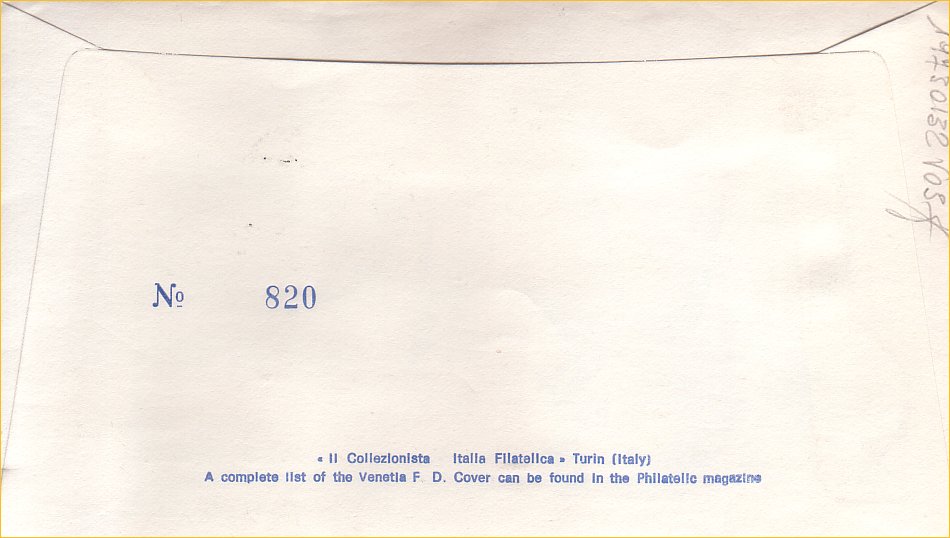 № 820
« Il Collezionista Italia Filatelica » Turin (Italy)
A complete list of the Venetia F. D. Cover can be found in the Philatelic magazine